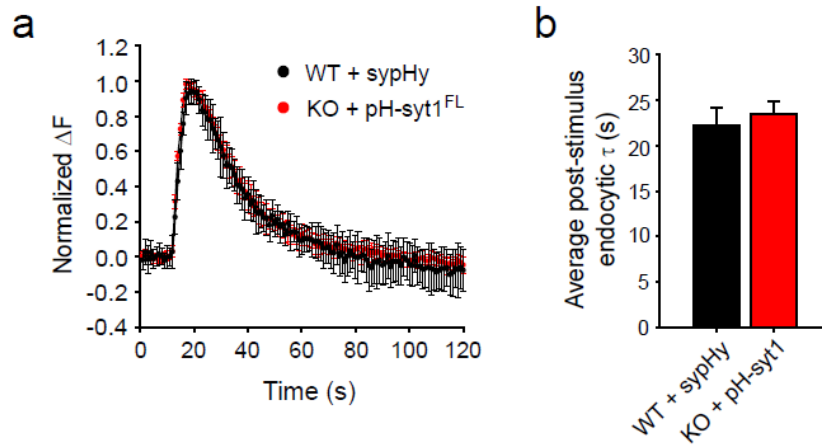 a
Normalized ΔF
1.2
1.0
0.8
0.6
0.4
0.2
0.0
-0.2
-0.4
0 20 40 60 80 100 120
Time (s)
WT + sypHy
KO + pH-syt1FL
b
Average post-stimulus
endocytic τ (s)
30
25
20
15
10
5
0
WT + sypHy
KO + pH-syt1